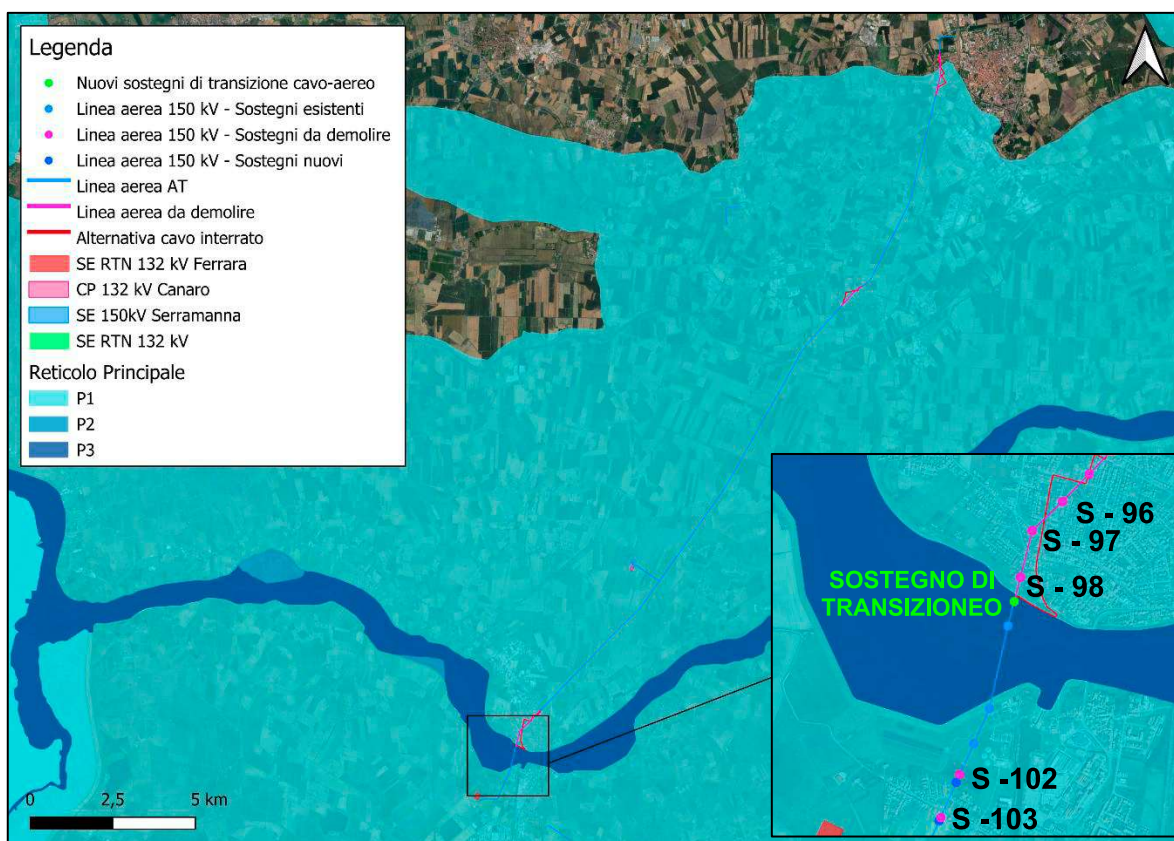 Legenda
Nuovi sostegni di transizione cavo-aereo
Linea aerea 150 kV - Sostegni esistenti
Linea aerea 150 kV - Sostegni da demolire
Linea aerea 150 kV - Sostegni nuovi
Linea aerea AT
Linea aerea da demolire
Alternativa cavo interrato
SE RTN 132 kV Ferrara
CP 132 kV Canaro
SE 150kV Serramanna
SE RTN 132 kV
Reticolo Principale
P1
P2
P3
0 2,5 5 km
S - 96
S - 97
S - 98
SOSTEGNO DI
TRANSIZIONEO
S -102
S -103